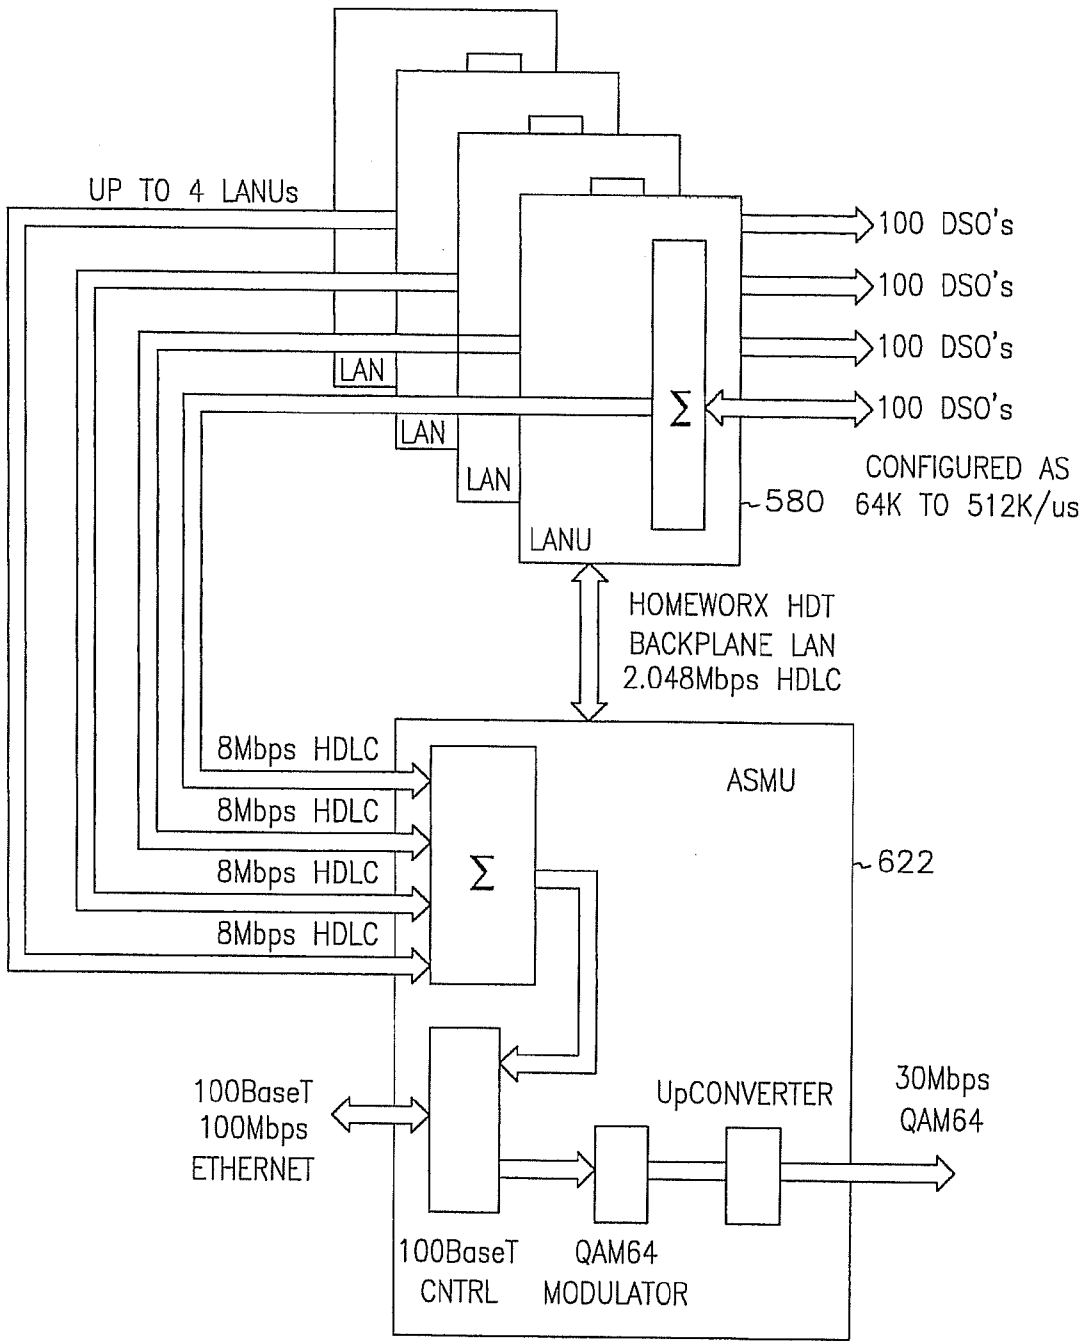 UP TO 4 LANUs
100 DSO's
100 DSO's
100 DSO's
LAN
100 DSO's
Σ
LAN
CONFIGURED AS
64K TO 512K/us
LAN
580
LANU
HOMEWORX HDT
BACKPLANE LAN
2.048Mbps HDLC
8Mbps HDLC
ASMU
8Mbps HDLC
8Mbps HDLC
Σ
622
8Mbps HDLC
100BaseT
100Mbps
ETHERNET
UpCONVERTER
30Mbps
QAM64
100BaseT
CNTRL
QAM64
MODULATOR